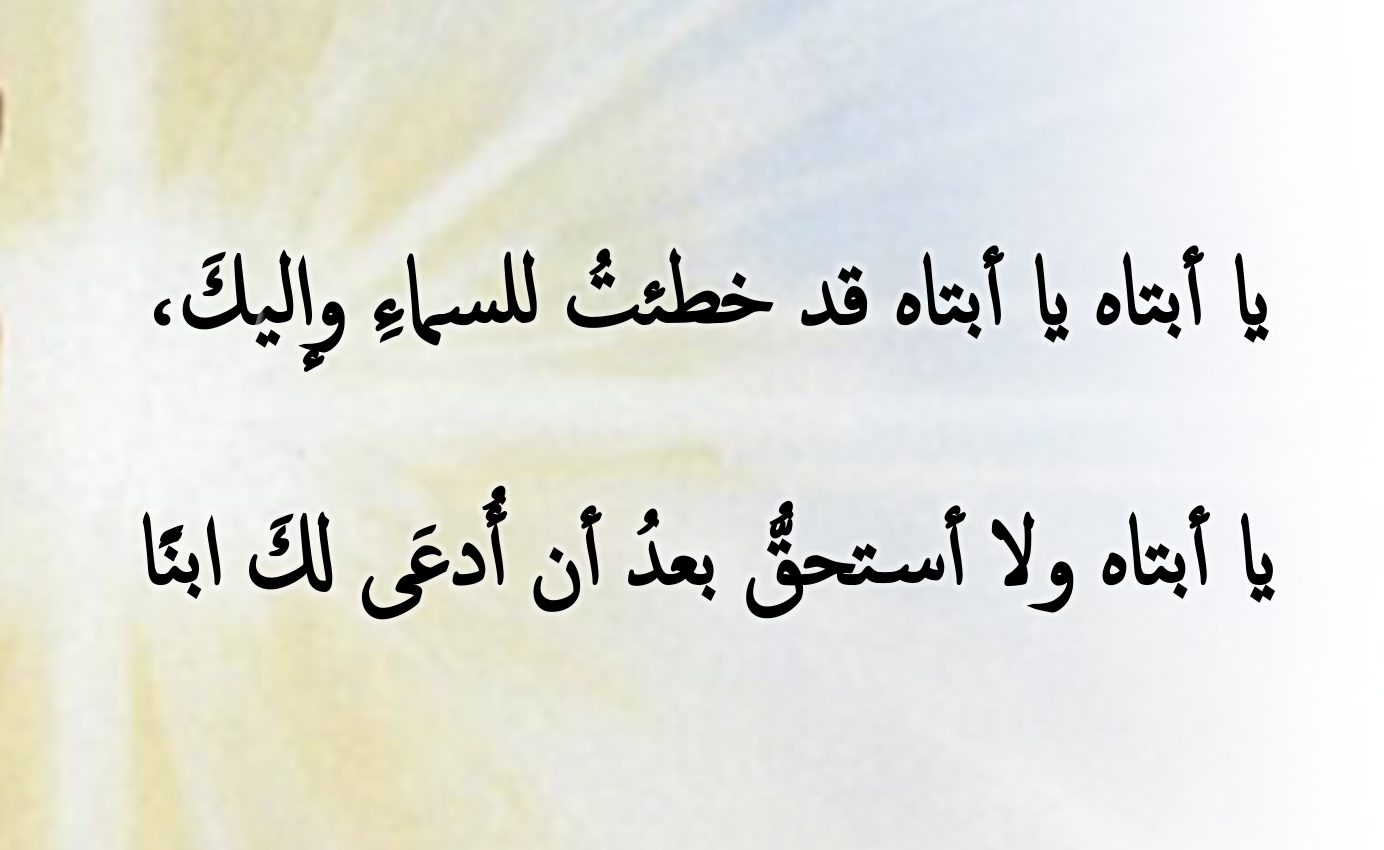 يا أبتاه يا أبتاه قد خطئتُ للسماءِ وإليكَ،
يا أبتاه ولا أستحقُّ بعدُ أن أُدعَى لكَ ابنًا